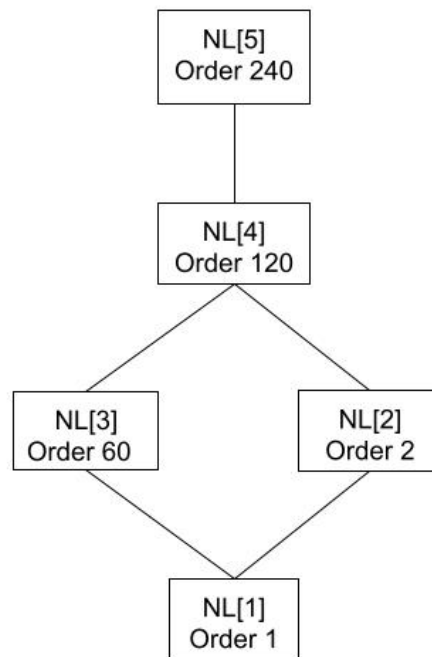 NL[5]
Order 240
NL[4]
Order 120
NL[3]
Order 60
NL[2]
Order 2
NL[1]
Order 1